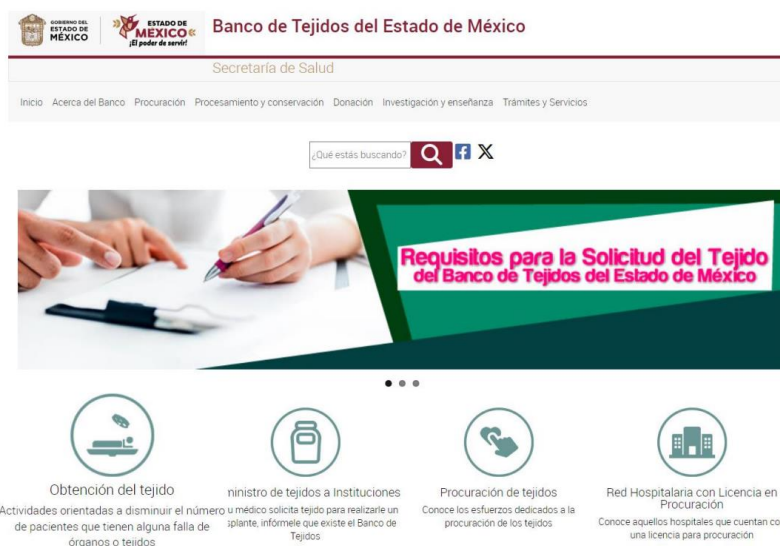 GOBIERNO DEL
ESTADO DE
MÉXICO
ESTADO DE
MÉXICO
¡El poder de servir!
Banco de Tejidos del Estado de México
Secretaría de Salud
Inicio Acerca del Banco Procuración Procesamiento y conservación Donación Investigación y enseñanza Trámites y Servicios
¿Qué estás buscando?
Requisitos para la Solicitud del Tejido
del Banco de Tejidos del Estado de México
Obtención del tejido
Actividades orientadas a disminuir el número
de pacientes que tienen alguna falla de
órganos o tejidos
ministro de tejidos a Instituciones
u médico solicita tejido para realizarle un
splante, infórmele que existe el Banco de
Tejidos
Procuración de tejidos
Conoce los esfuerzos dedicados a la
procuración de los tejidos
Red Hospitalaria con Licencia en
Procuración
Conoce aquellos hospitales que cuentan co
una licencia para procuración